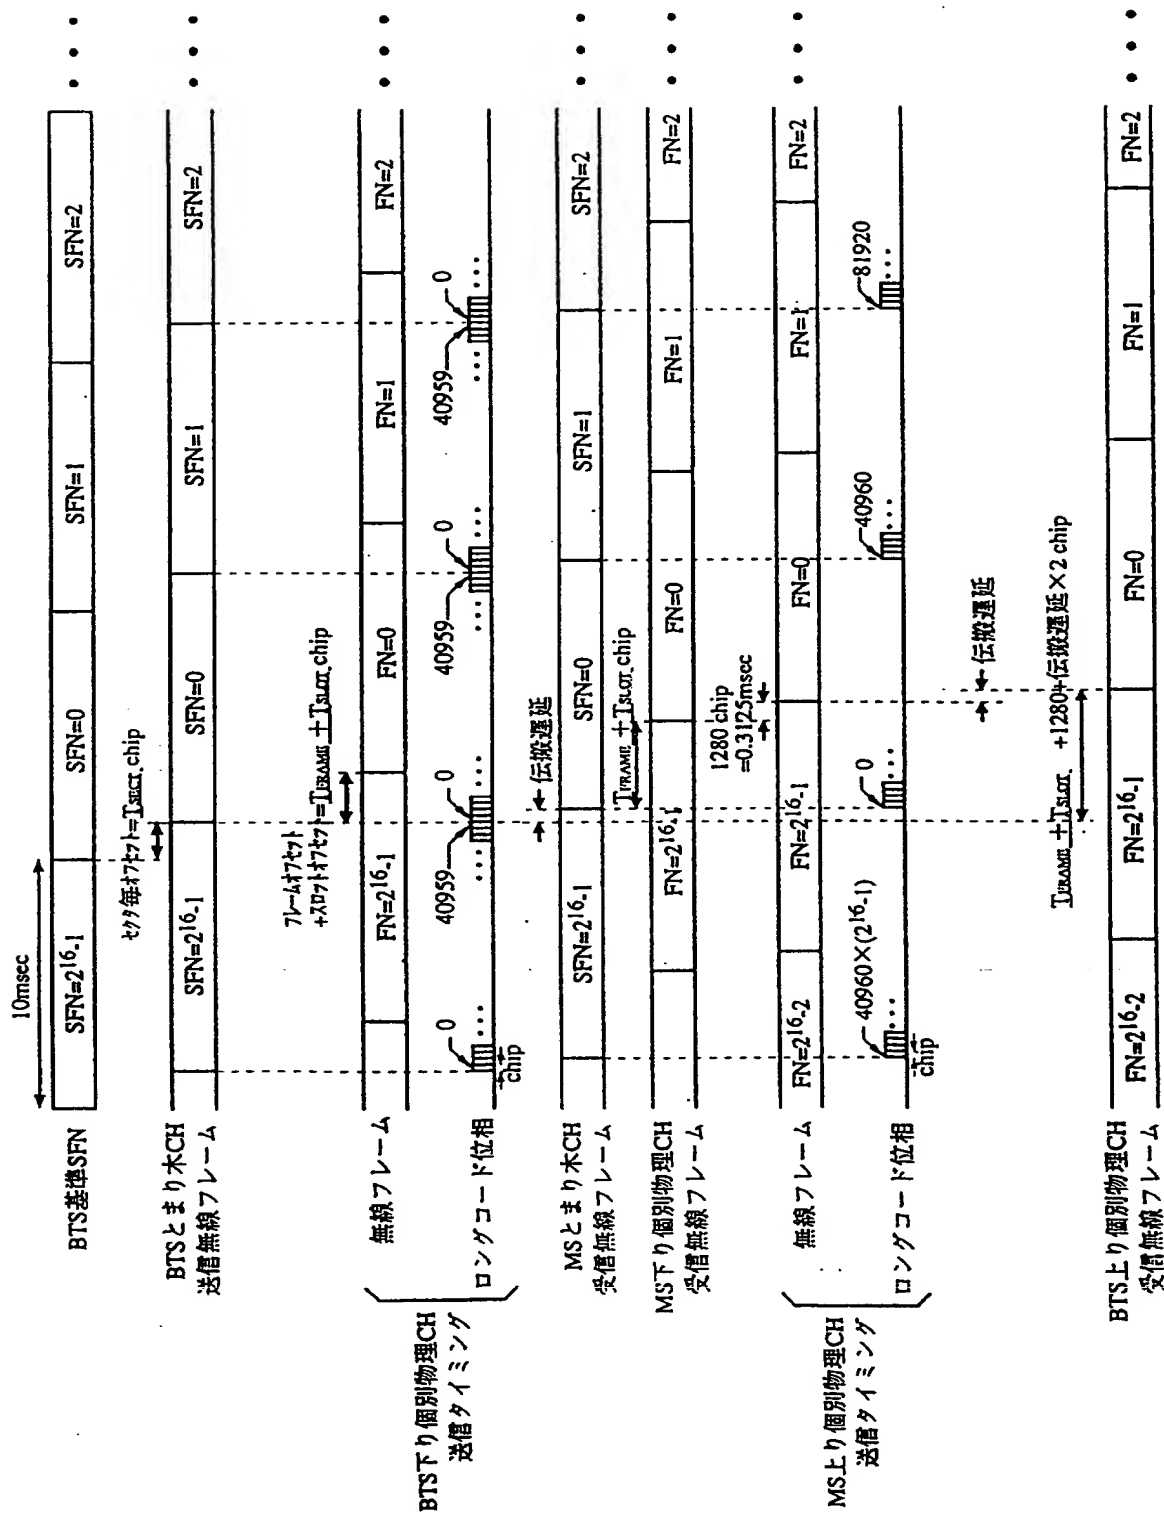 10msec
BTS基準SFN
SFN=2^16-1
SFN=0
SFN=1
SFN=2
•••
セクタ毎オフセット=TSECT.chip
BTSとまり木CH
送信無線フレーム
SFN=2^16-1
SFN=0
SFN=1
SFN=2
•••
フレームオフセット
+スロットオフセット=TFRAME+TSLOT.chip
BTS下り個別物理CH
送信タイミング
無線フレーム
FN=2^16-1
FN=0
FN=1
FN=2
•••
ロングコード位相
0
•••
chip
••• 40959 0 •••
••• 40959 0 •••
••• 40959 0 •••
伝搬遅延
MSとまり木CH
受信無線フレーム
SFN=2^16-1
SFN=0
SFN=1
SFN=2
•••
TFRAME+TSLOT.chip
MS下り個別物理CH
受信無線フレーム
FN=2^16-1
FN=0
FN=1
FN=2
•••
1280 chip
=0.3125msec
MS上り個別物理CH
送信タイミング
無線フレーム
FN=2^16-2
FN=2^16-1
FN=0
FN=1
FN=2
•••
ロングコード位相
40960×(2^16-1)
•••
chip
0
•••
40960
•••
81920
•••
伝搬遅延
TFRAME+TSLOT. +1280+伝搬遅延×2 chip
BTS上り個別物理CH
受信無線フレーム
FN=2^16-2
FN=2^16-1
FN=0
FN=1
FN=2
•••